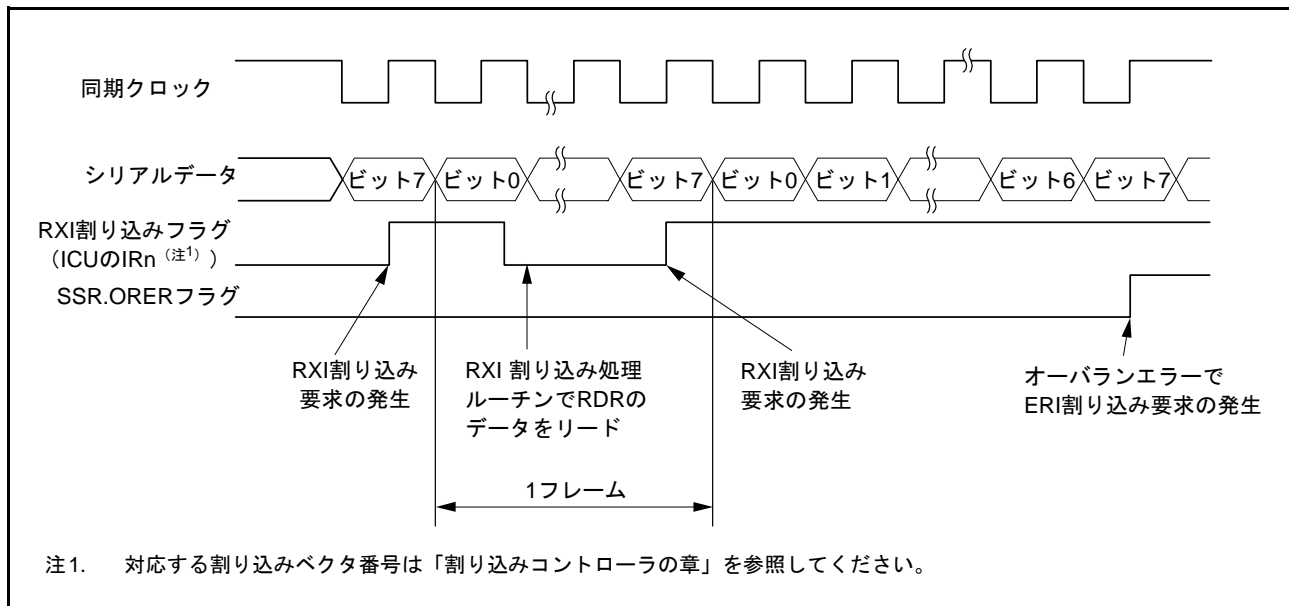 同期クロック
シリアルデータ
ビット7
ビット0
ビット7
ビット0
ビット1
ビット6
ビット7
RXI割り込みフラグ
（ICUのIRn（注1））
SSR.ORERフラグ
RXI割り込み
要求の発生
RXI 割り込み処理
ルーチンでRDRの
データをリード
RXI割り込み
要求の発生
オーバランエラーで
ERI割り込み要求の発生
1フレーム
注1. 対応する割り込みベクタ番号は「割り込みコントローラの章」を参照してください。